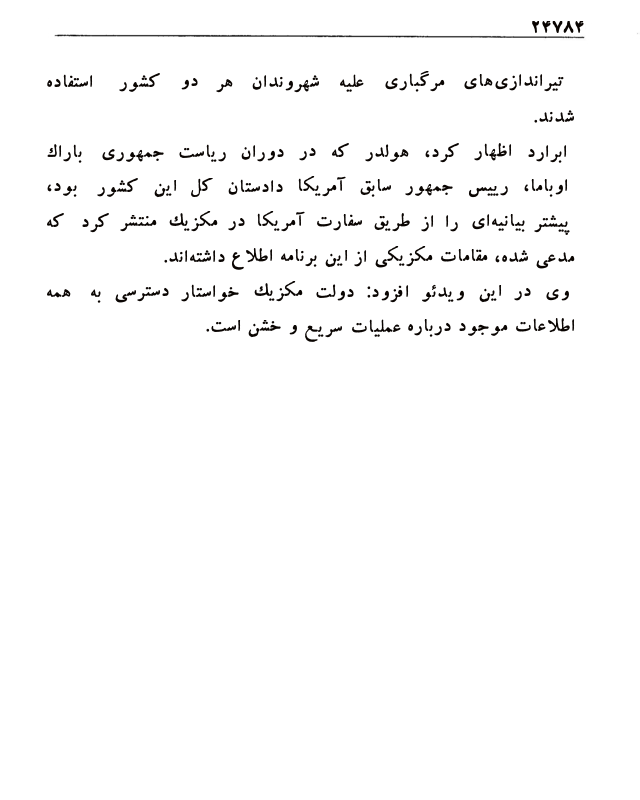 ۲۴۷۸۴
تیراندازی‌های مرگباری علیه شهروندان هر دو کشور استفاده
شدند.
ابرارد اظهار کرد، هولدر که در دوران ریاست جمهوری باراك
اوباما، رییس جمهور سابق آمریکا دادستان کل این کشور بود،
پیشتر بیانیه‌ای را از طریق سفارت آمریکا در مکزیك منتشر کرد که
مدعی شده، مقامات مکزیکی از این برنامه اطلاع داشته‌اند.
وی در این ویدئو افزود: دولت مکزیك خواستار دسترسی به همه
اطلاعات موجود درباره عملیات سریع و خشن است.